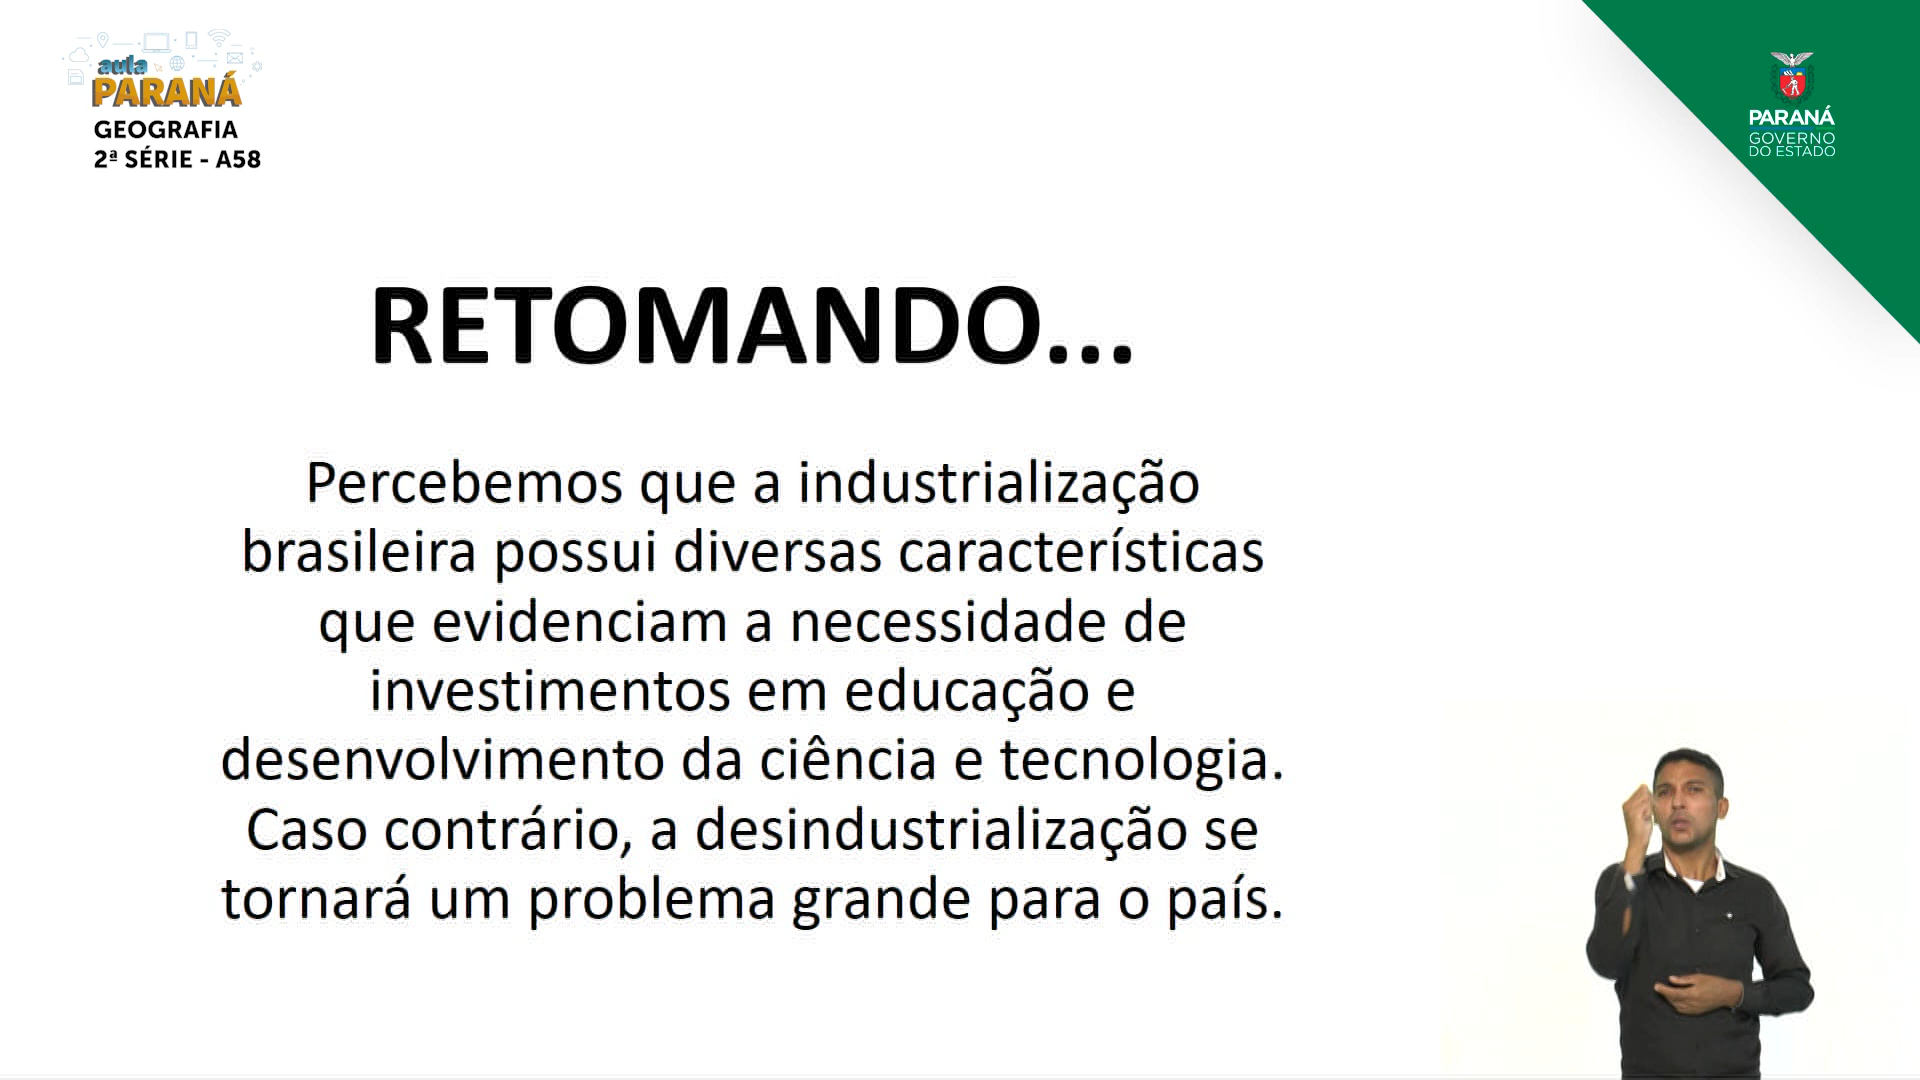 aula
PARANÁ
GEOGRAFIA
2ª SÉRIE - A58
PARANÁ
GOVERNO
DO ESTADO
RETOMANDO...
Percebemos que a industrialização
brasileira possui diversas características
que evidenciam a necessidade de
investimentos em educação e
desenvolvimento da ciência e tecnologia.
Caso contrário, a desindustrialização se
tornará um problema grande para o país.